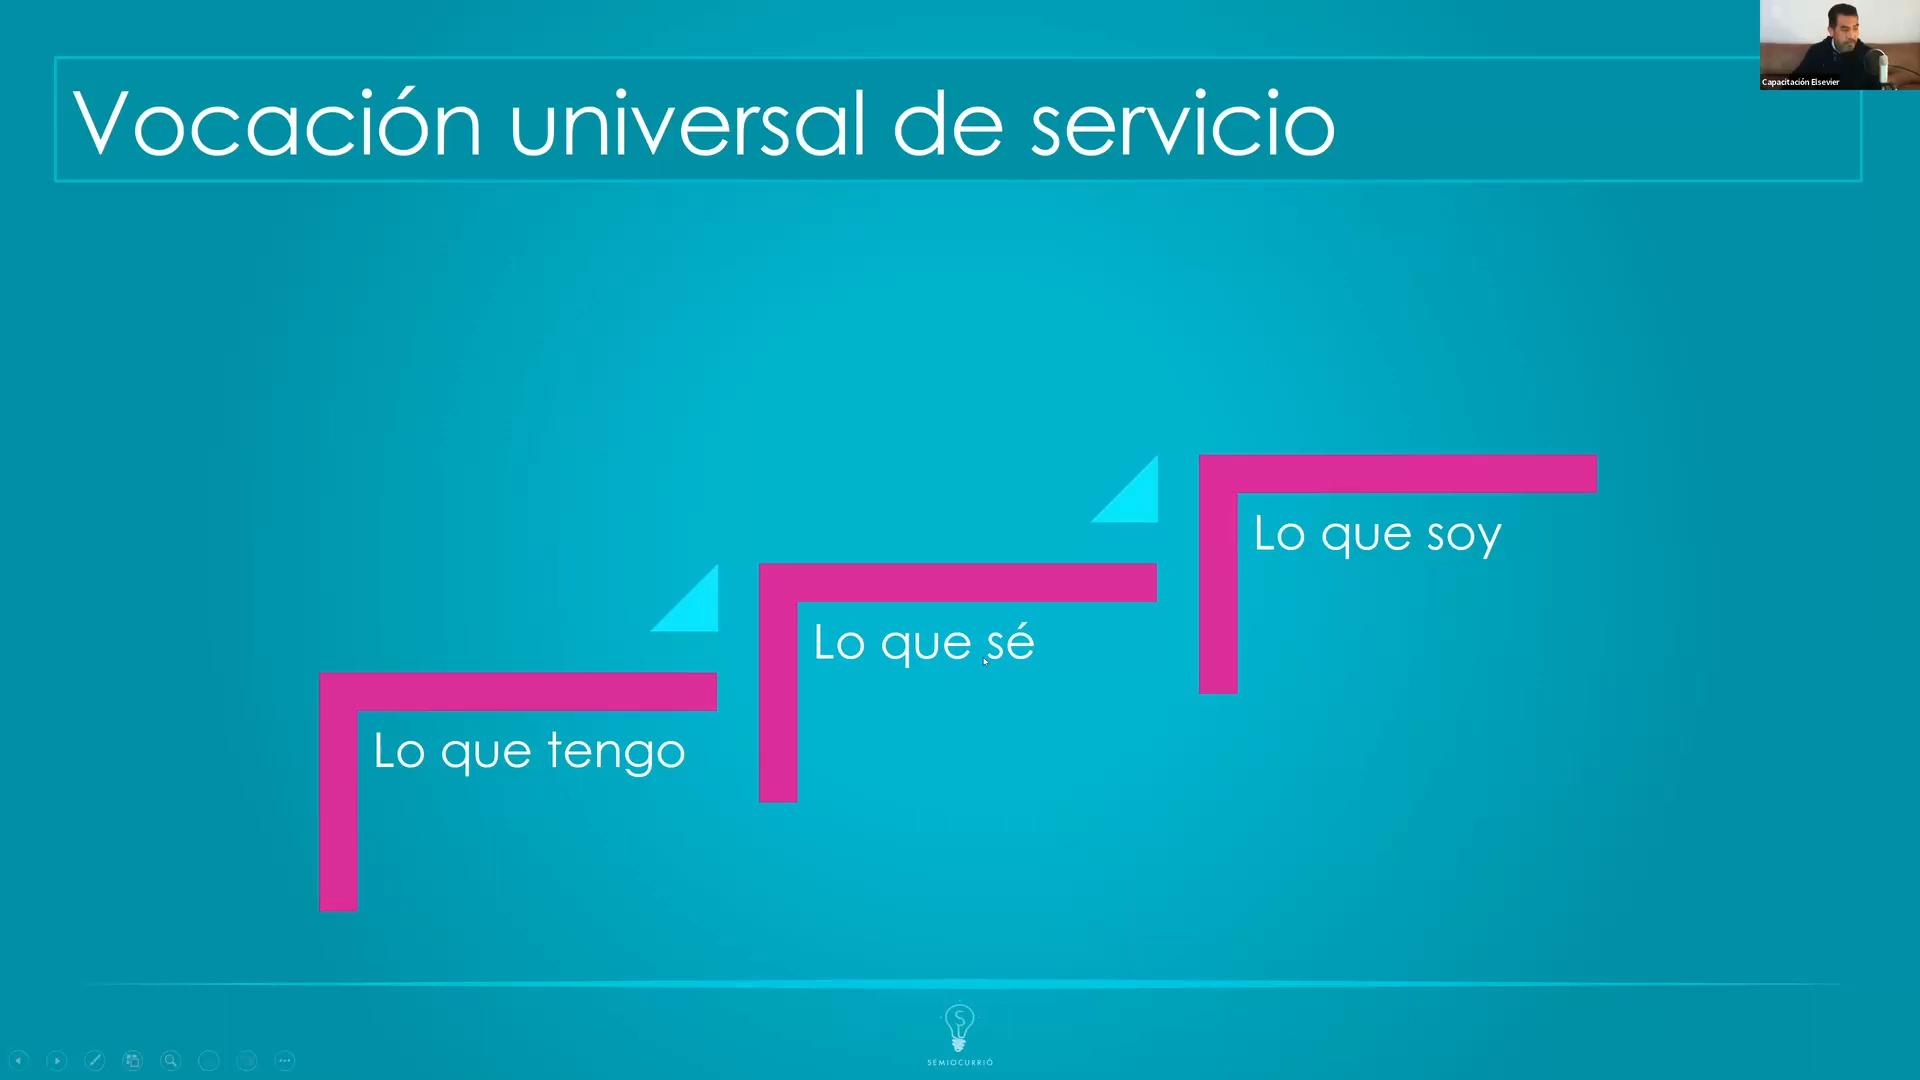 Vocación universal de servicio
Capacitación Elsevier
Lo que soy
Lo que sé
Lo que tengo
S
SEMIOCURRIÓ